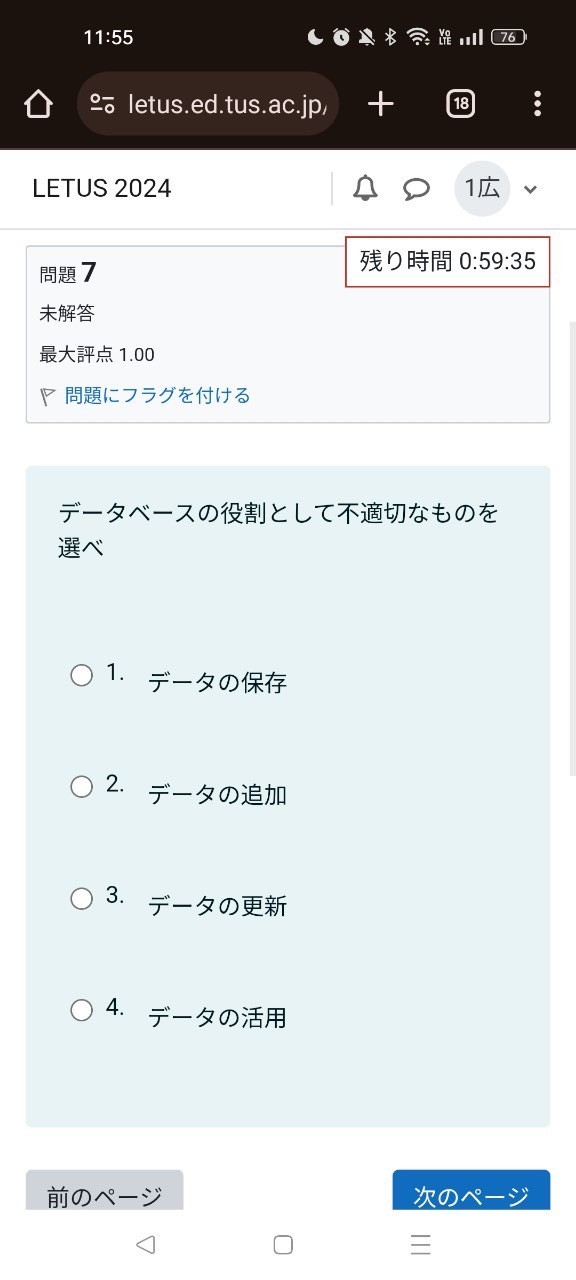 11:55
Vo
LTE
76
letus.ed.tus.ac.jp/
18
LETUS 2024
1広
残り時間 0:59:35
問題 7
未解答
最大評点 1.00
問題にフラグを付ける
データベースの役割として不適切なものを
選べ
1. データの保存
2. データの追加
3. データの更新
4. データの活用
前のページ
次のページ